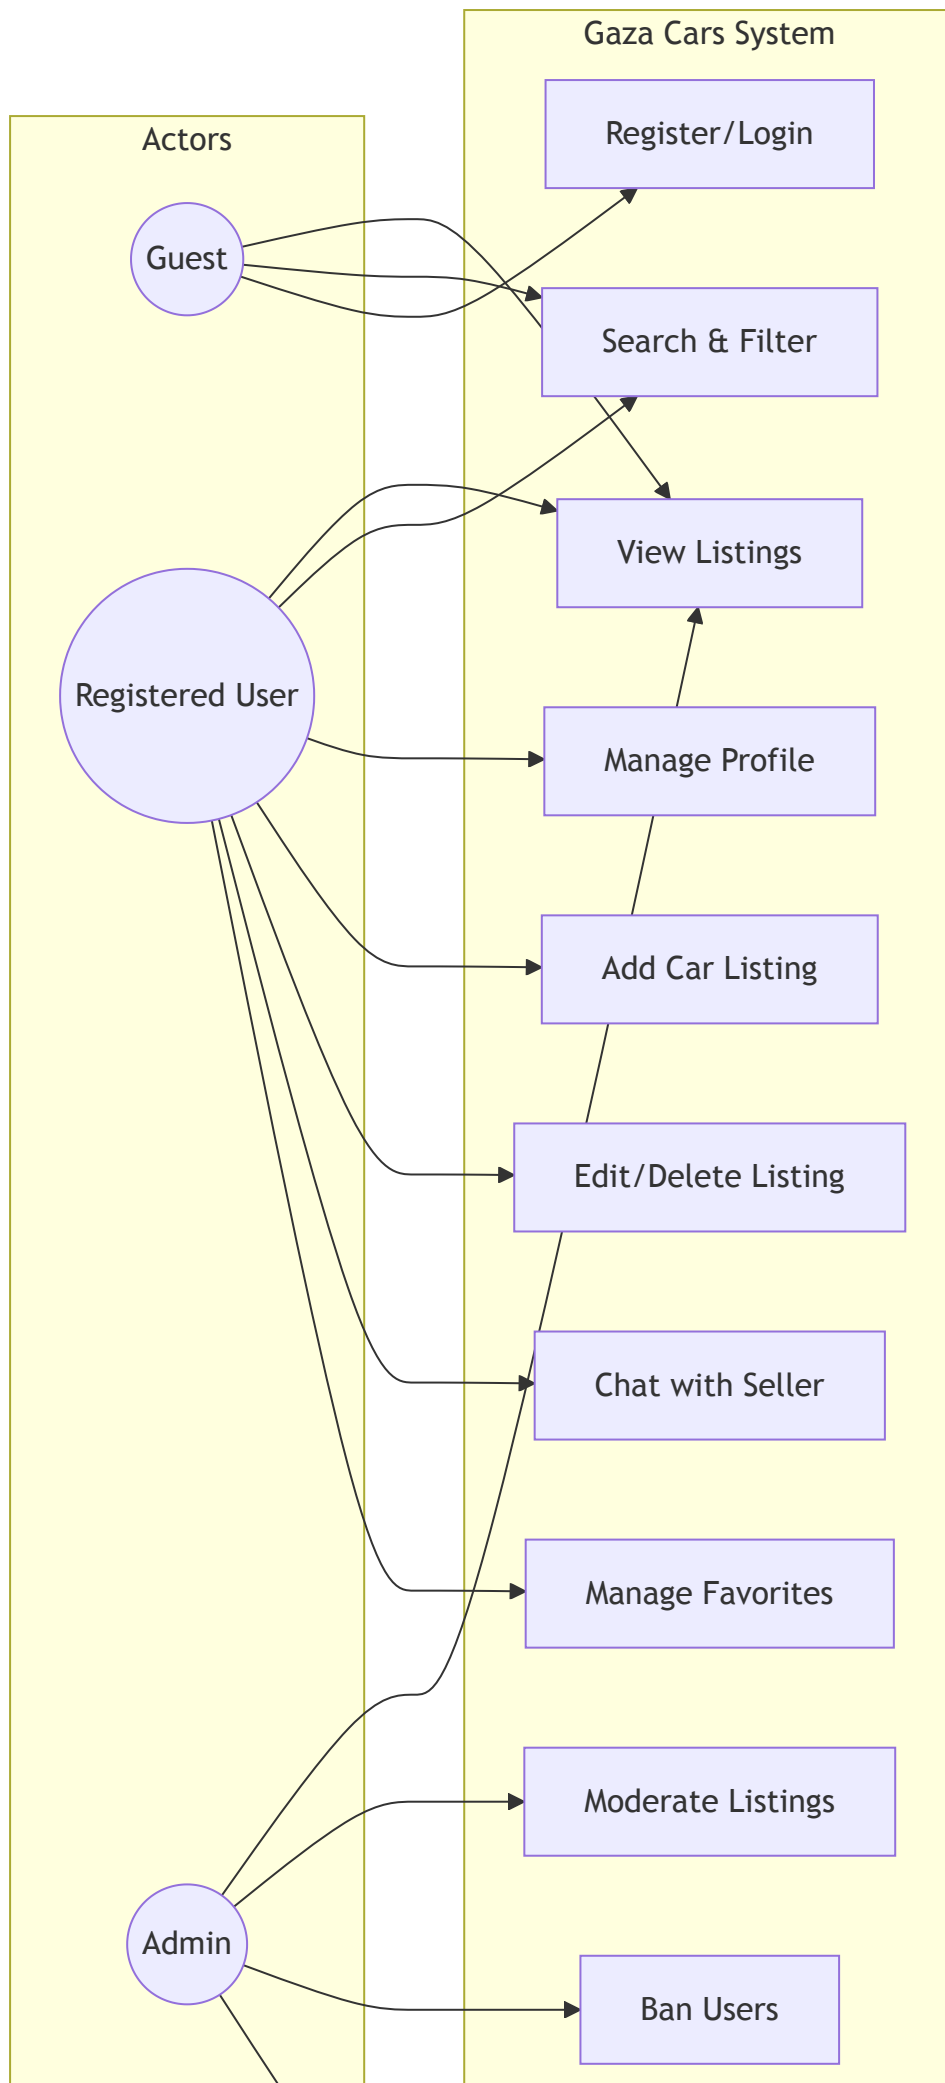 Gaza Cars System
Actors
Register/Login
Guest
Search & Filter
View Listings
Registered User
Manage Profile
Add Car Listing
Edit/Delete Listing
Chat with Seller
Manage Favorites
Moderate Listings
Admin
Ban Users